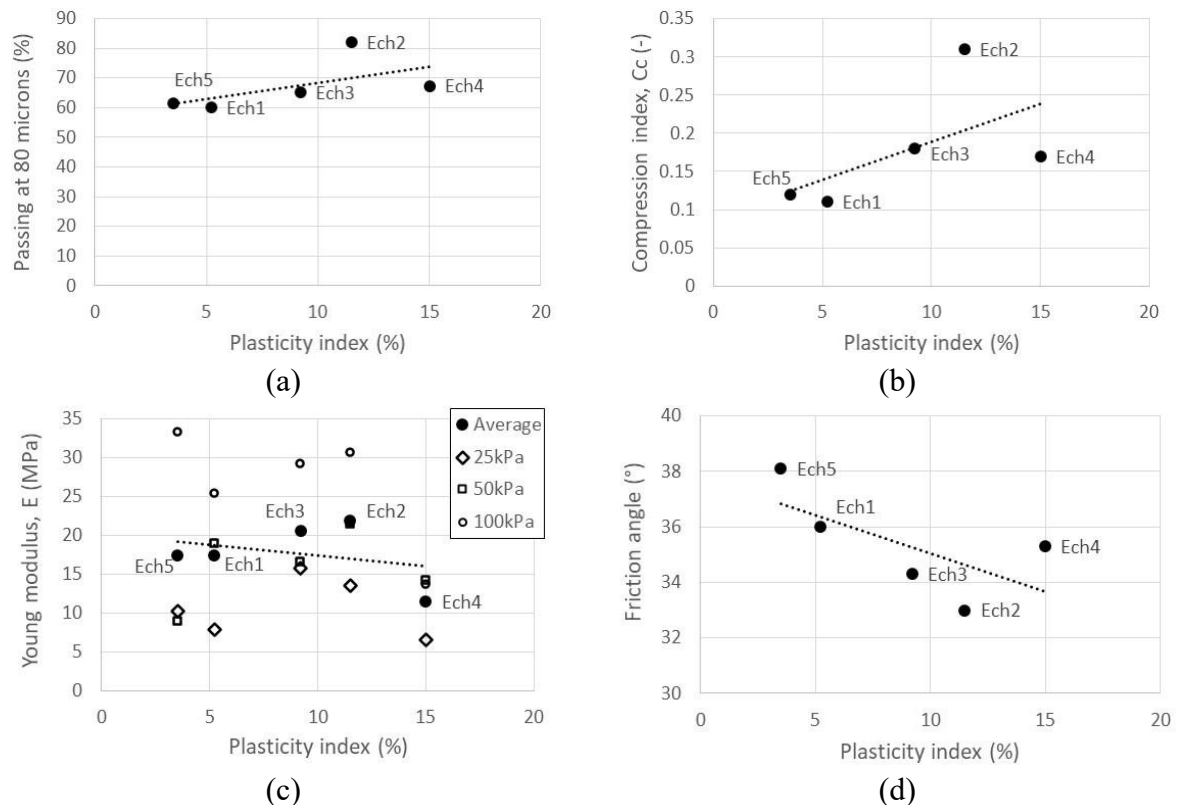 Passing at 80 microns (%)
90
80
70
60
50
40
30
20
10
0
Ech5
Ech1
Ech3
Ech2
Ech4
0 5 10 15 20
Plasticity index (%)
(a)
Compression index, Cc (-)
0.35
0.3
0.25
0.2
0.15
0.1
0.05
0
Ech5
Ech1
Ech3
Ech2
Ech4
0 5 10 15 20
Plasticity index (%)
(b)
Young modulus, E (MPa)
35
30
25
20
15
10
5
0
Ech5
Ech1
Ech3
Ech2
Ech4
Average
25kPa
50kPa
100kPa
0 5 10 15 20
Plasticity index (%)
(c)
Friction angle (°)
40
38
36
34
32
30
Ech5
Ech1
Ech3
Ech2
Ech4
0 5 10 15 20
Plasticity index (%)
(d)